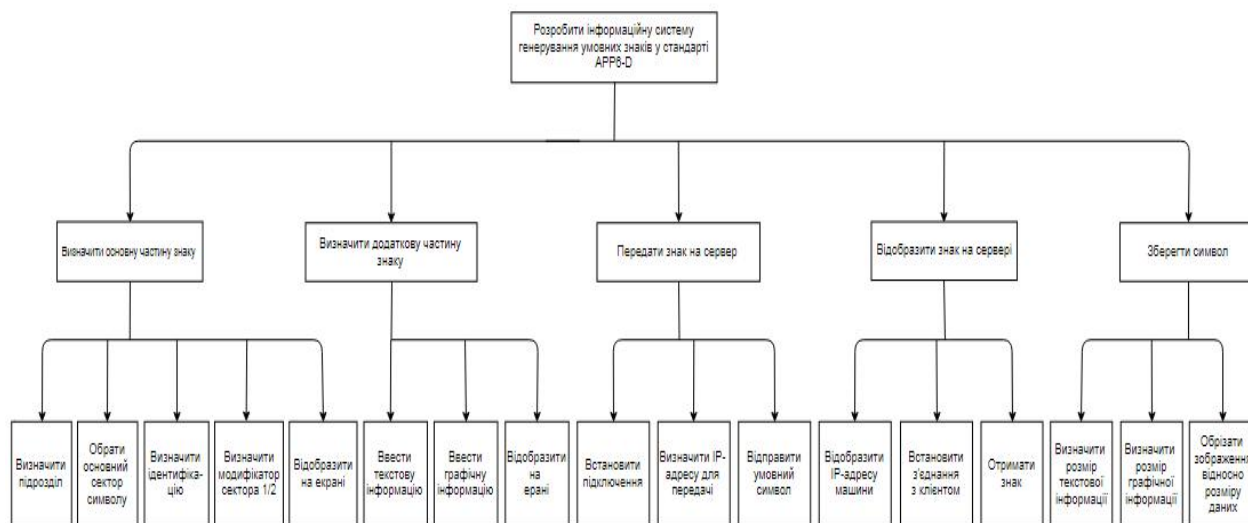 Розробити інформаційну систему
генерування умовних знаків у стандарті
APP6-D
Визначити основну частину знаку
Визначити додаткову частину
знаку
Передати знак на сервер
Відобразити знак на сервері
Зберегти символ
Визначити
підрозділ
Обрати
основний
сектор
символу
Визначити
ідентифіка-
цію
Визначити
модифікатор
сектора 1/2
Відобразити
на екрані
Ввести
текстову
інформацію
Ввести
графічну
інформацію
Відобразити
на
ерані
Встановити
підключення
Визначити IP-
адресу для
передачі
Відправити
умовний
символ
Відобразити
IP-адресу
машини
Встановити
з'єднання
з клієнтом
Отримати
знак
Визначити
розмір
текстової
інформації
Визначити
розмір
графічної
інформації
Обрізати
зображення
відносно
розміру
даних